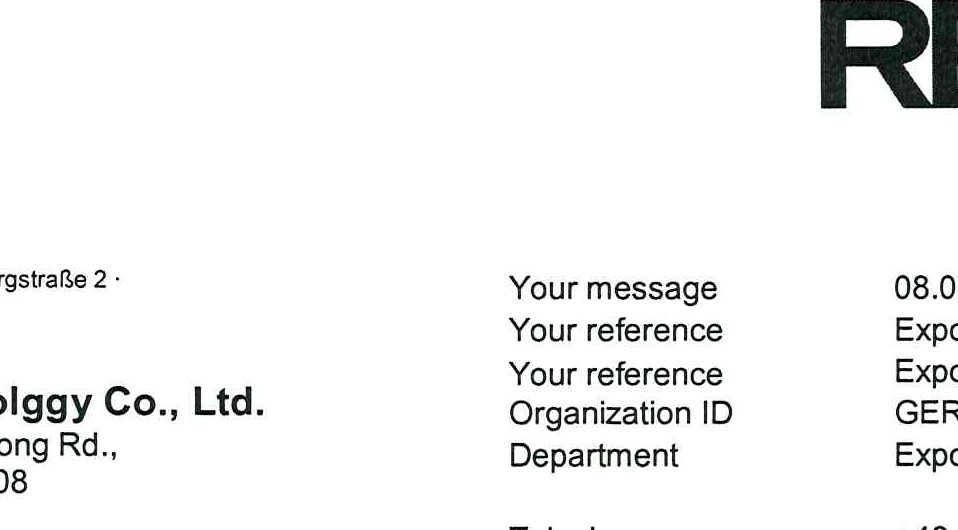 rgstraße 2 ·
olggy Co., Ltd.
ong Rd.,
08
Your message 08.0
Your reference Expo
Your reference Expo
Organization ID GER
Department Expo